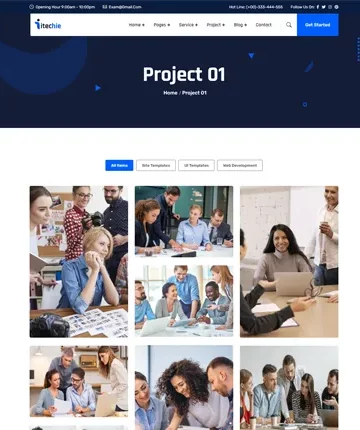 Opening Hour 9:00am - 10:00pm Exam@Gmail.Com Hot Line: (+00)-333-444-555 Follow Us On:
itechie Home + Pages + Service + Project + Blog + Contact Get Started
Project 01
Home / Project 01
All Items Site Templates UI Templates Web Development